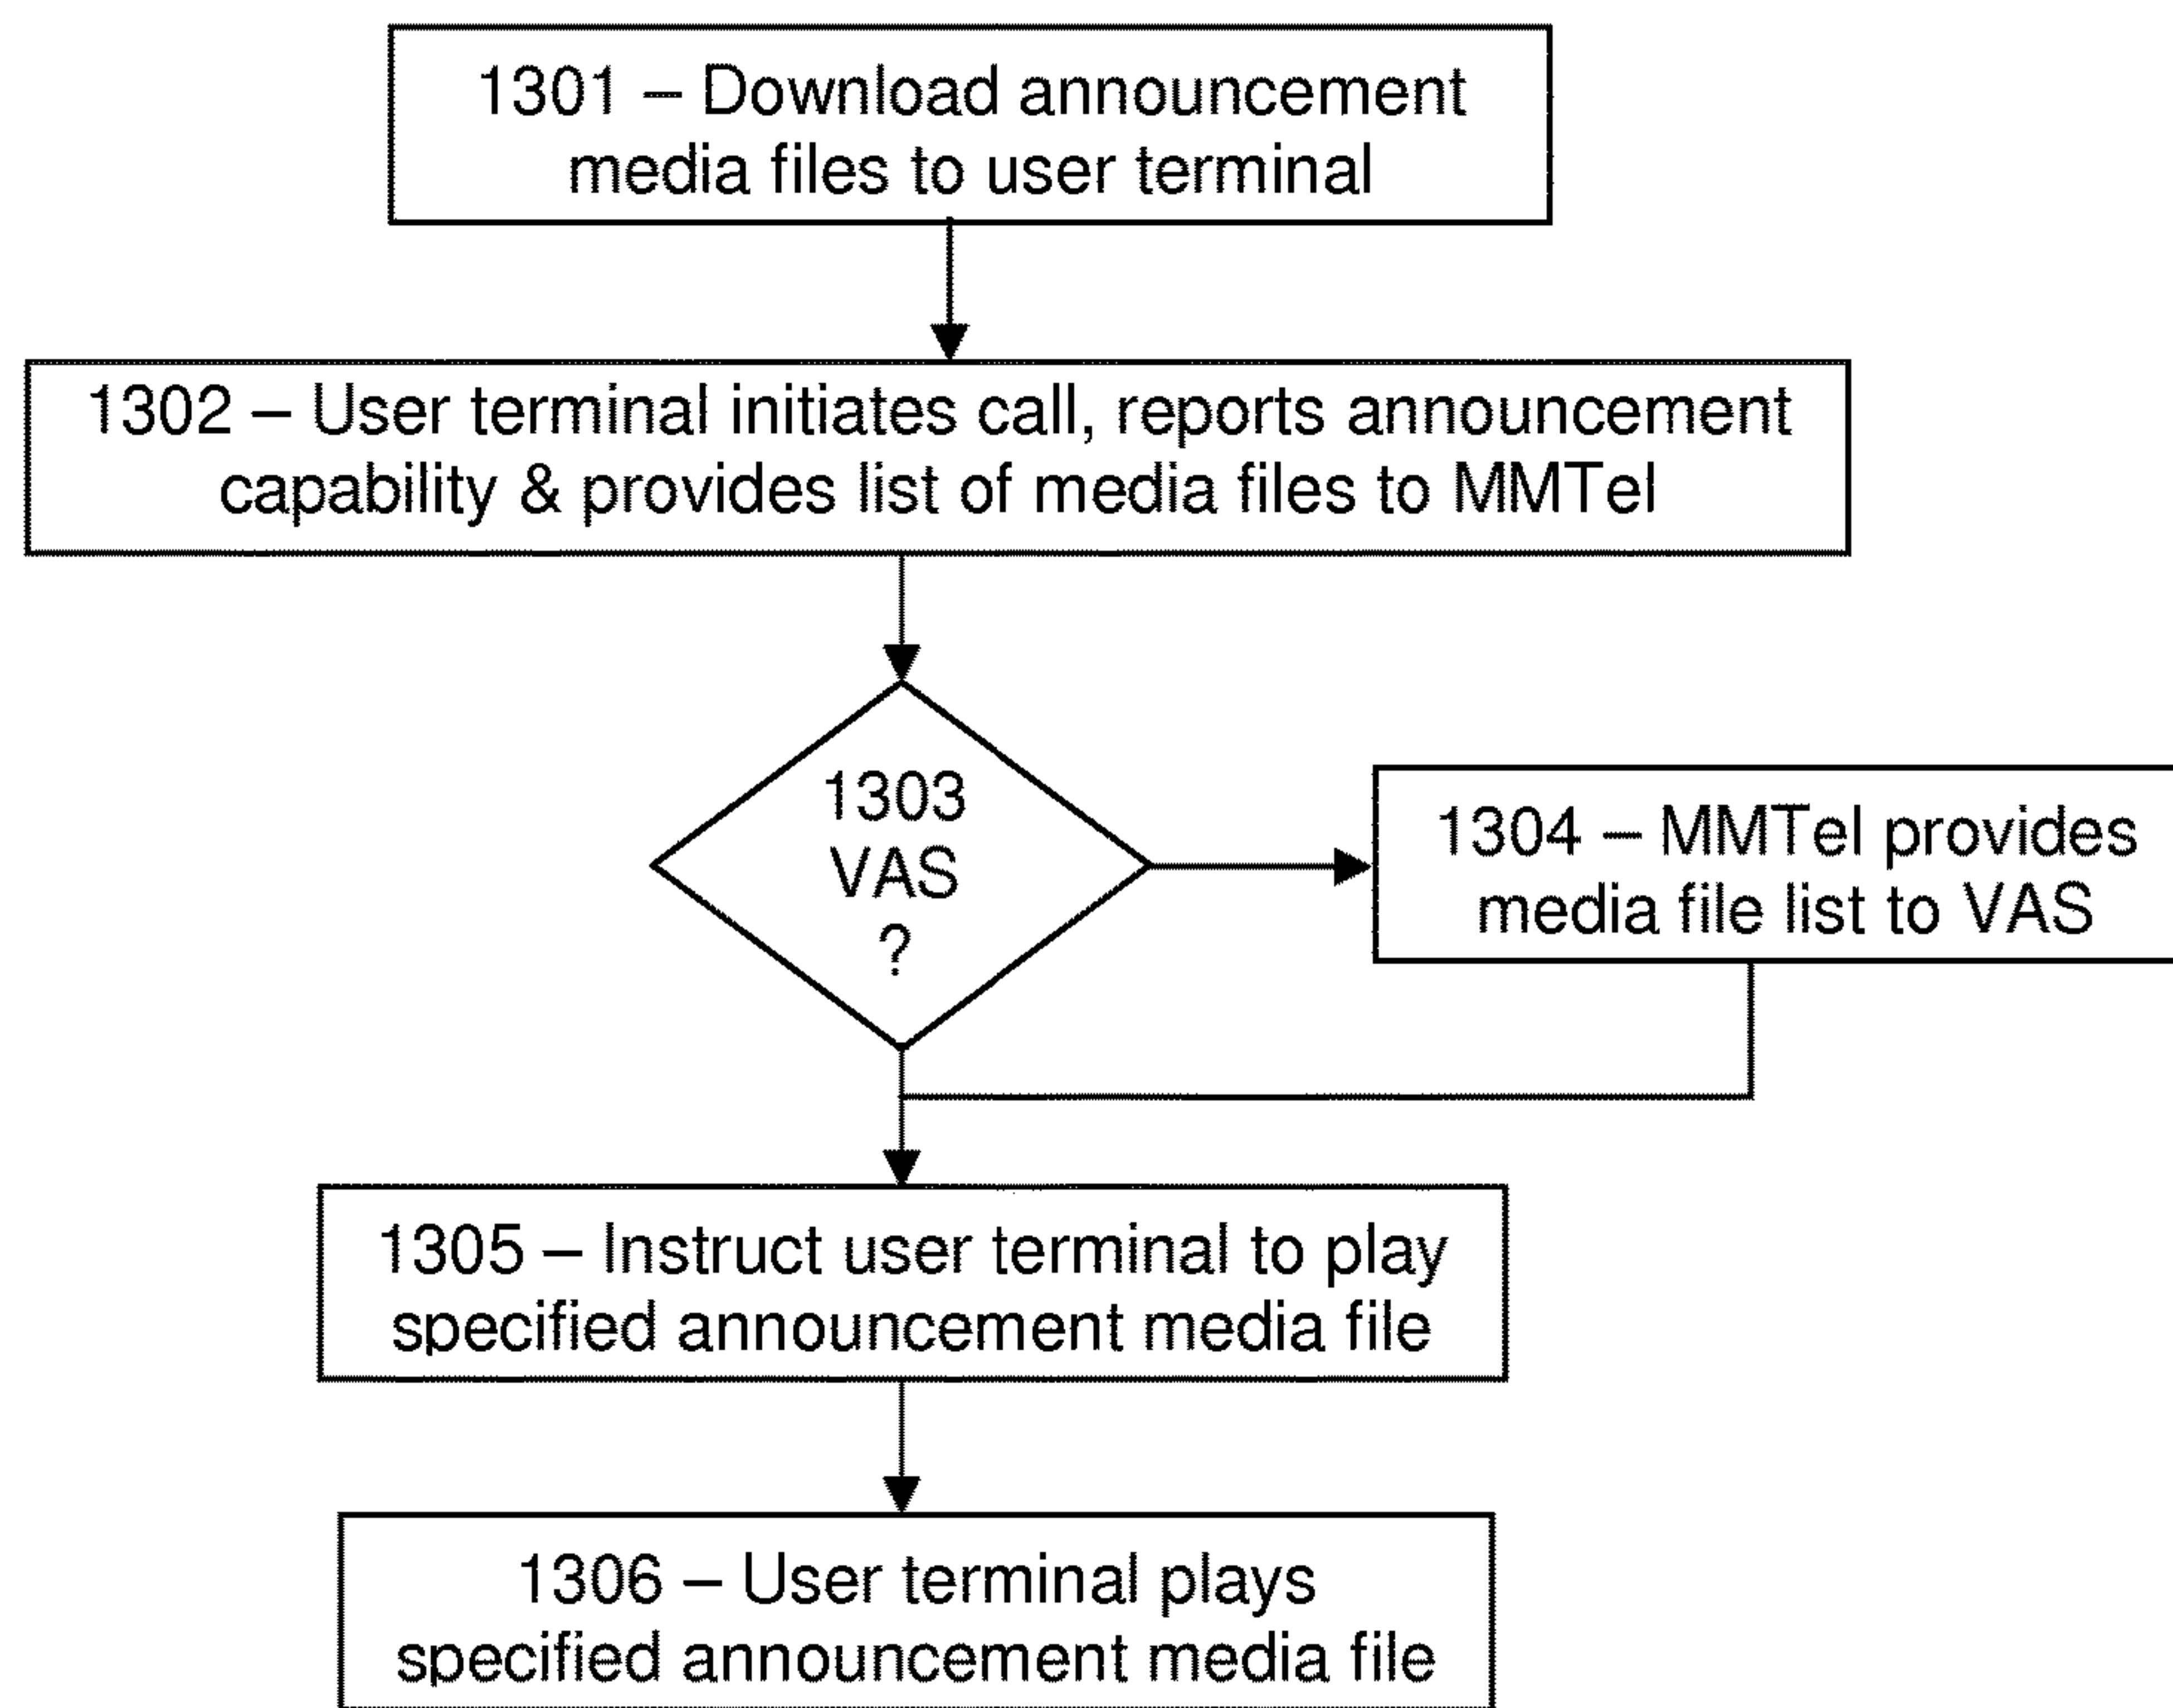 1301 – Download announcement
media files to user terminal
1302 – User terminal initiates call, reports announcement
capability & provides list of media files to MMTel
1303
VAS
?
1304 – MMTel provides
media file list to VAS
1305 – Instruct user terminal to play
specified announcement media file
1306 – User terminal plays
specified announcement media file